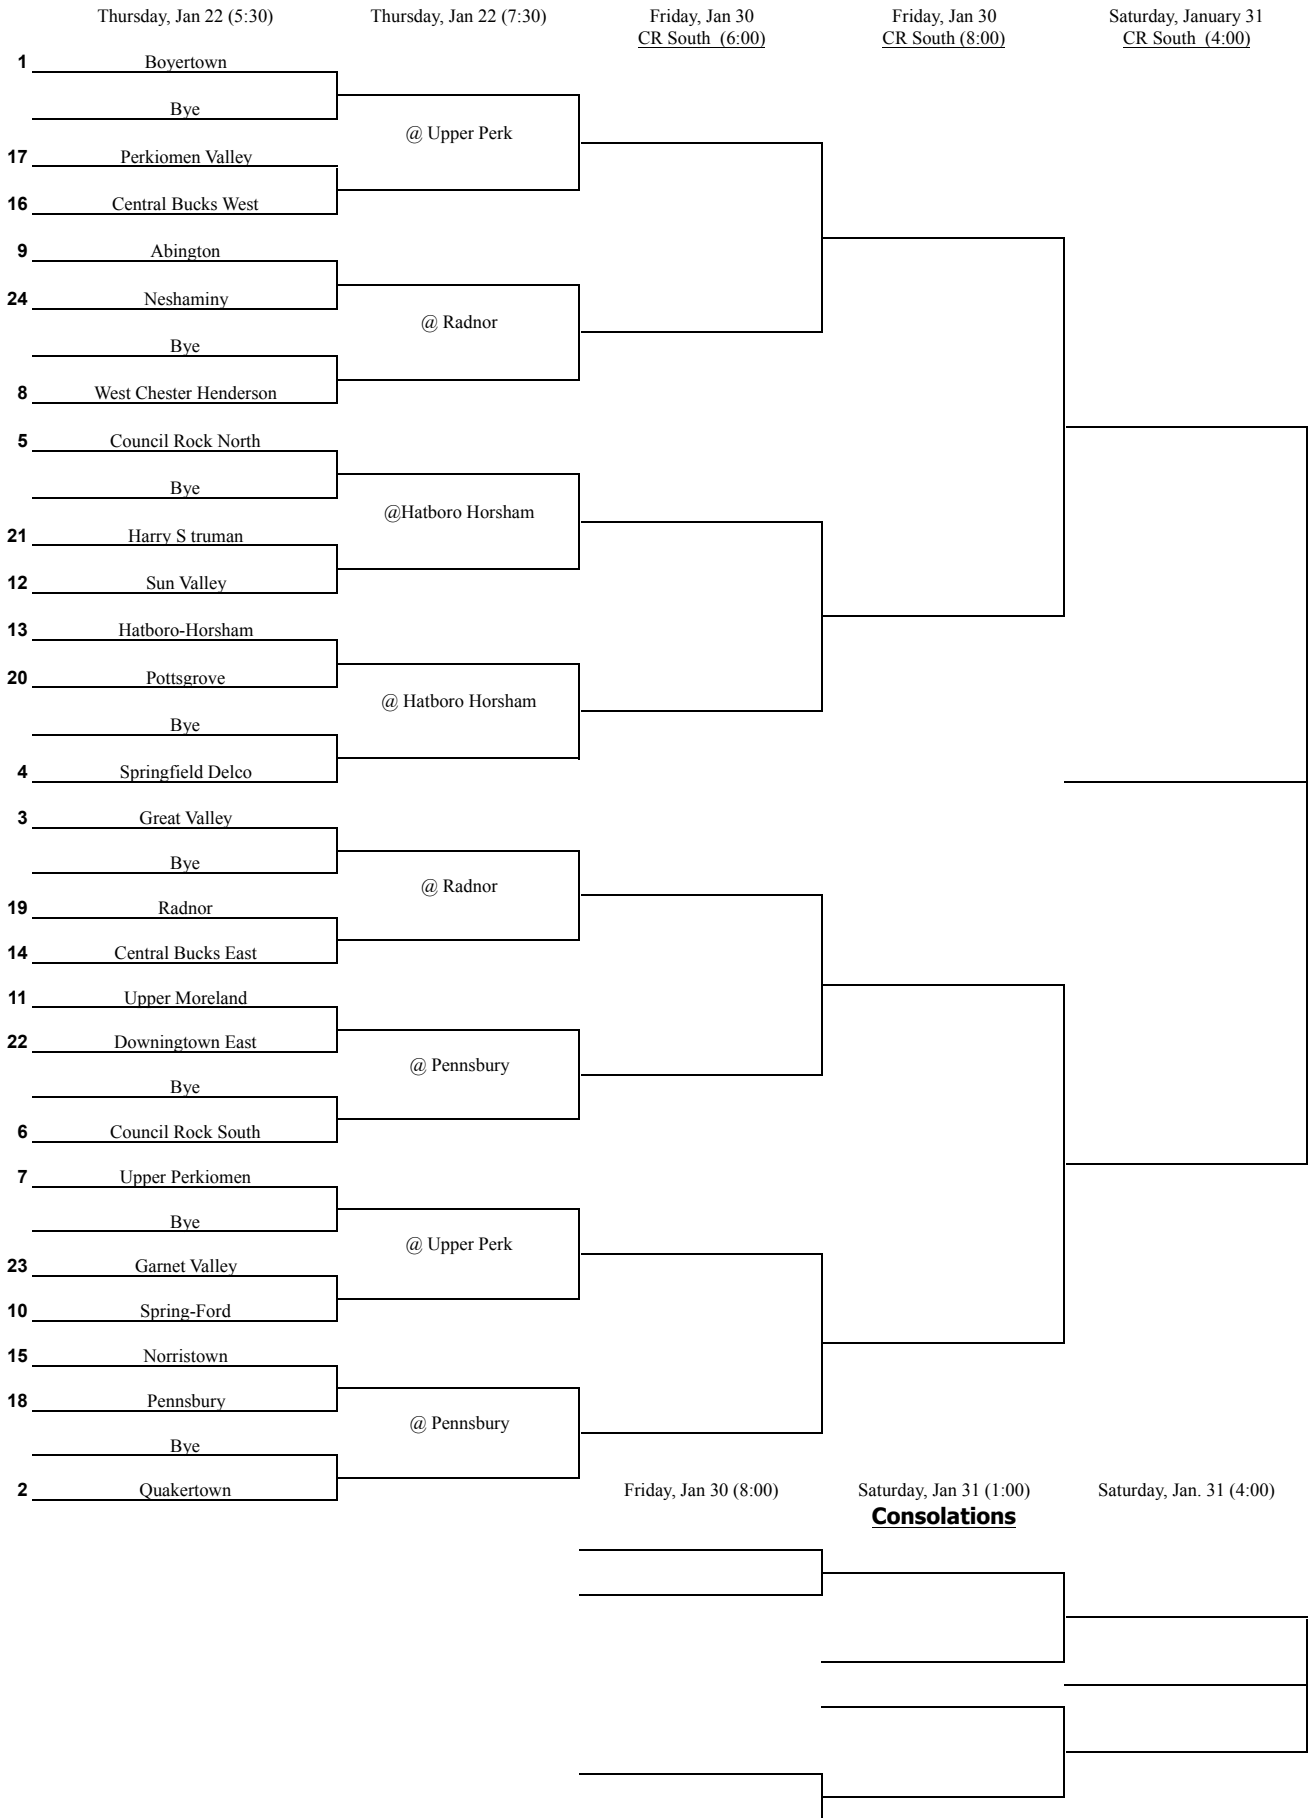 Thursday, Jan 22 (5:30) Thursday, Jan 22 (7:30) Friday, Jan 30 Friday, Jan 30 Saturday, January 31
CR South (6:00) CR South (8:00) CR South (4:00)
1 Boyertown
Bye
@ Upper Perk
17 Perkiomen Valley
16 Central Bucks West
9 Abington
24 Neshaminy
@ Radnor
Bye
8 West Chester Henderson
5 Council Rock North
Bye
@Hatboro Horsham
21 Harry S truman
12 Sun Valley
13 Hatboro-Horsham
20 Pottsgrove
@ Hatboro Horsham
Bye
4 Springfield Delco
3 Great Valley
Bye
@ Radnor
19 Radnor
14 Central Bucks East
11 Upper Moreland
22 Downingtown East
@ Pennsbury
Bye
6 Council Rock South
7 Upper Perkiomen
Bye
@ Upper Perk
23 Garnet Valley
10 Spring-Ford
15 Norristown
18 Pennsbury
@ Pennsbury
Bye
2 Quakertown
Friday, Jan 30 (8:00) Saturday, Jan 31 (1:00) Saturday, Jan. 31 (4:00)
Consolations